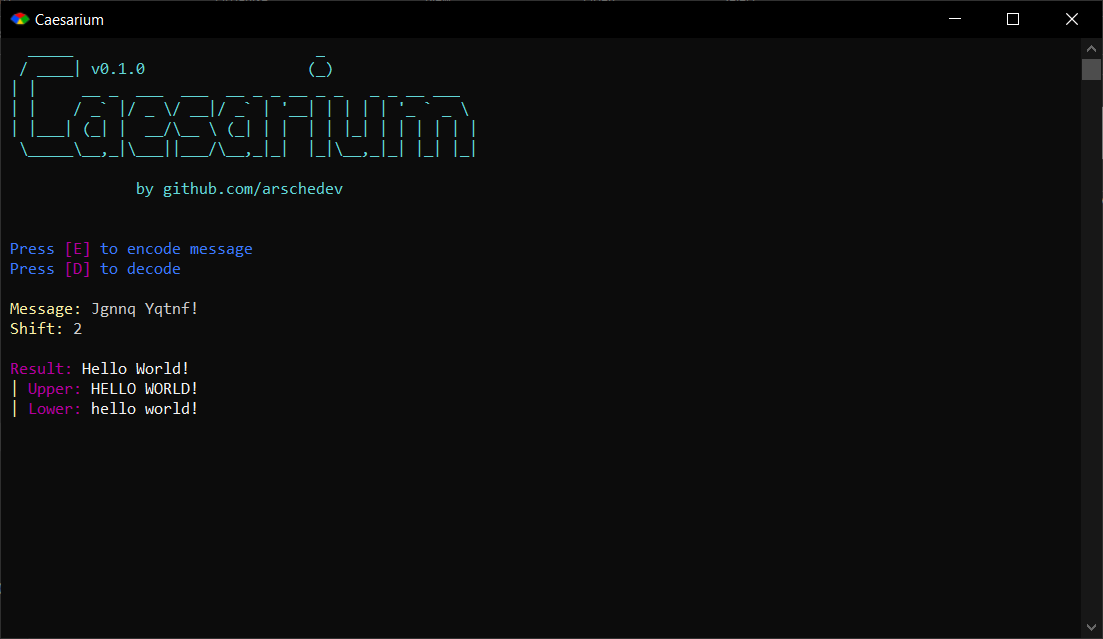 Caesarium
v0.1.0
Caesarium
by github.com/arschedev
Press [E] to encode message
Press [D] to decode
Message: Jgnnq Yqtnf!
Shift: 2
Result: Hello World!
| Upper: HELLO WORLD!
| Lower: hello world!